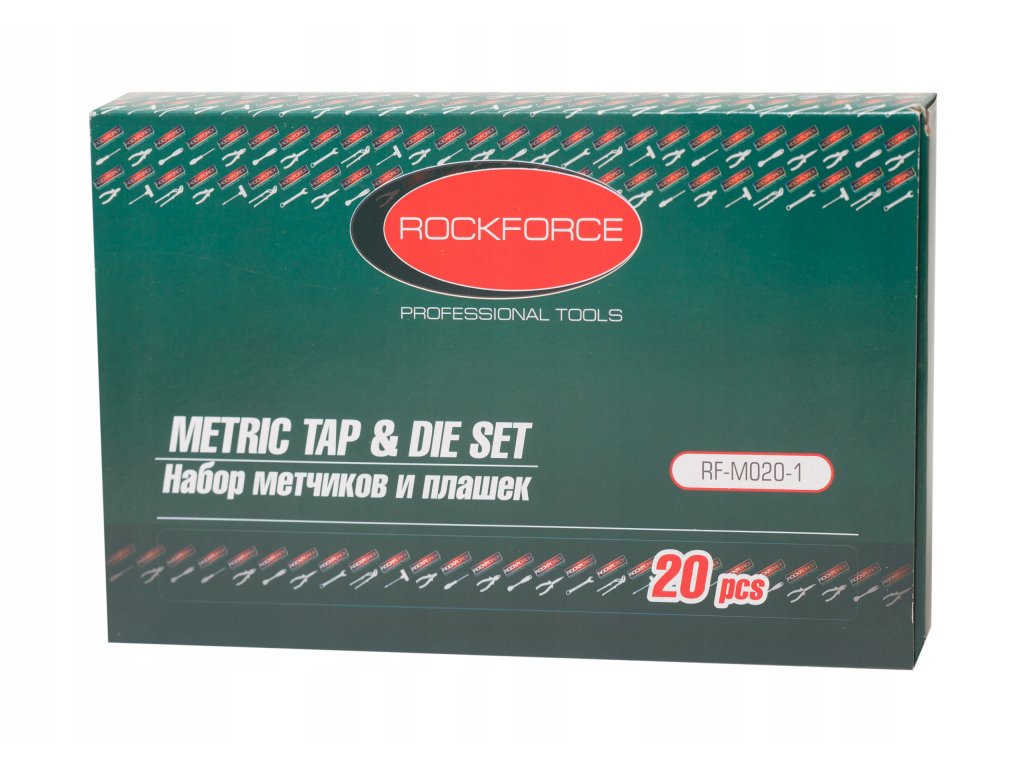 ROCKFORCE
PROFESSIONAL TOOLS
METRIC TAP & DIE SET
Набор метчиков и плашек
RF-M020-1
20 pcs